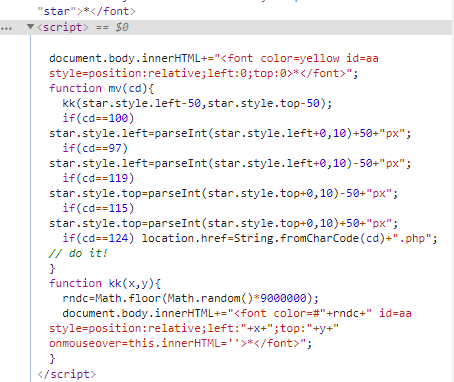 "star">*</font>
... ▼<script> == $0
document.body.innerHTML+="<font color=yellow id=aa
style=position:relative;left:0;top:0>*</font>";
function mv(cd){
kk(star.style.left-50,star.style.top-50);
if(cd==100)
star.style.left=parseInt(star.style.left+0,10)+50+"px";
if(cd==97)
star.style.left=parseInt(star.style.left+0,10)-50+"px";
if(cd==119)
star.style.top=parseInt(star.style.top+0,10)-50+"px";
if(cd==115)
star.style.top=parseInt(star.style.top+0,10)+50+"px";
if(cd==124) location.href=String.fromCharCode(cd)+".php";
// do it!
}
function kk(x,y){
rndc=Math.floor(Math.random()*9000000);
document.body.innerHTML+="<font color=#"+rndc+" id=aa
style=position:relative;left:"+x+";top:"+y+"
onmouseover=this.innerHTML=''>*</font>";
}
</script>